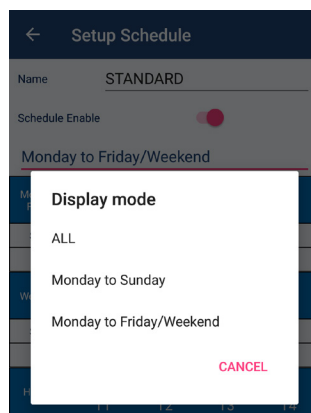 ← Setup Schedule
Name STANDARD
Schedule Enable
Monday to Friday/Weekend
Display mode
ALL
Monday to Sunday
Monday to Friday/Weekend
CANCEL
11 12 13 14